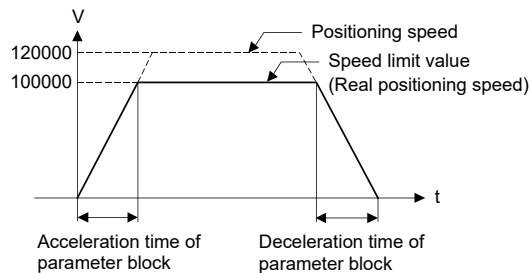 V
Positioning speed
120000
Speed limit value
100000
(Real positioning speed)
t
Acceleration time of
parameter block
Deceleration time of
parameter block